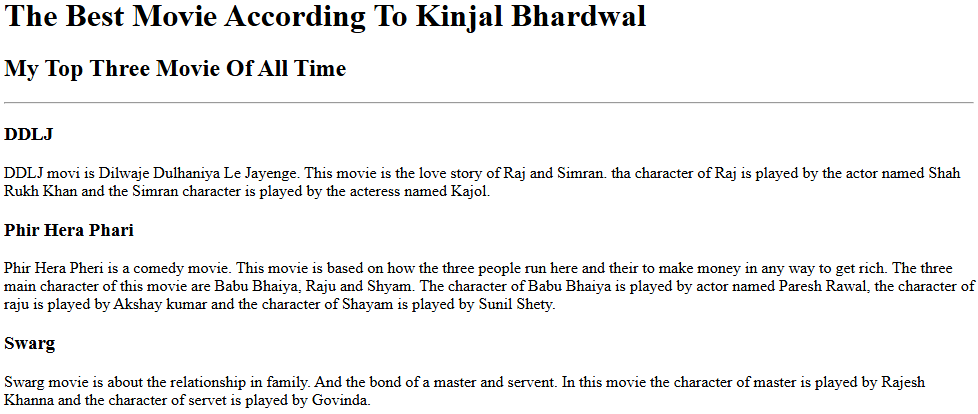 The Best Movie According To Kinjal Bhardwal
My Top Three Movie Of All Time
DDLJ
DDLJ movi is Dilwaje Dulhaniya Le Jayenge. This movie is the love story of Raj and Simran. tha character of Raj is played by the actor named Shah
Rukh Khan and the Simran character is played by the acteress named Kajol.
Phir Hera Phari
Phir Hera Pheri is a comedy movie. This movie is based on how the three people run here and their to make money in any way to get rich. The three
main character of this movie are Babu Bhaiya, Raju and Shyam. The character of Babu Bhaiya is played by actor named Paresh Rawal, the character of
raju is played by Akshay kumar and the character of Shayam is played by Sunil Shety.
Swarg
Swarg movie is about the relationship in family. And the bond of a master and servent. In this movie the character of master is played by Rajesh
Khanna and the character of servet is played by Govinda.